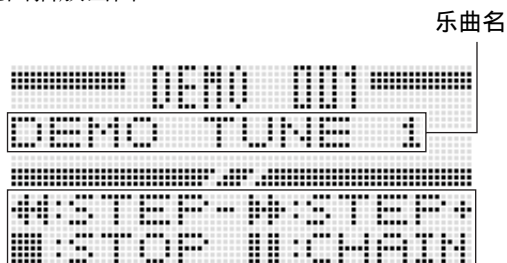 乐曲名
DEMO 001
DEMO TUNE 1
⏪:STEP- ⏩:STEP+
■:STOP ⏸:CHAIN